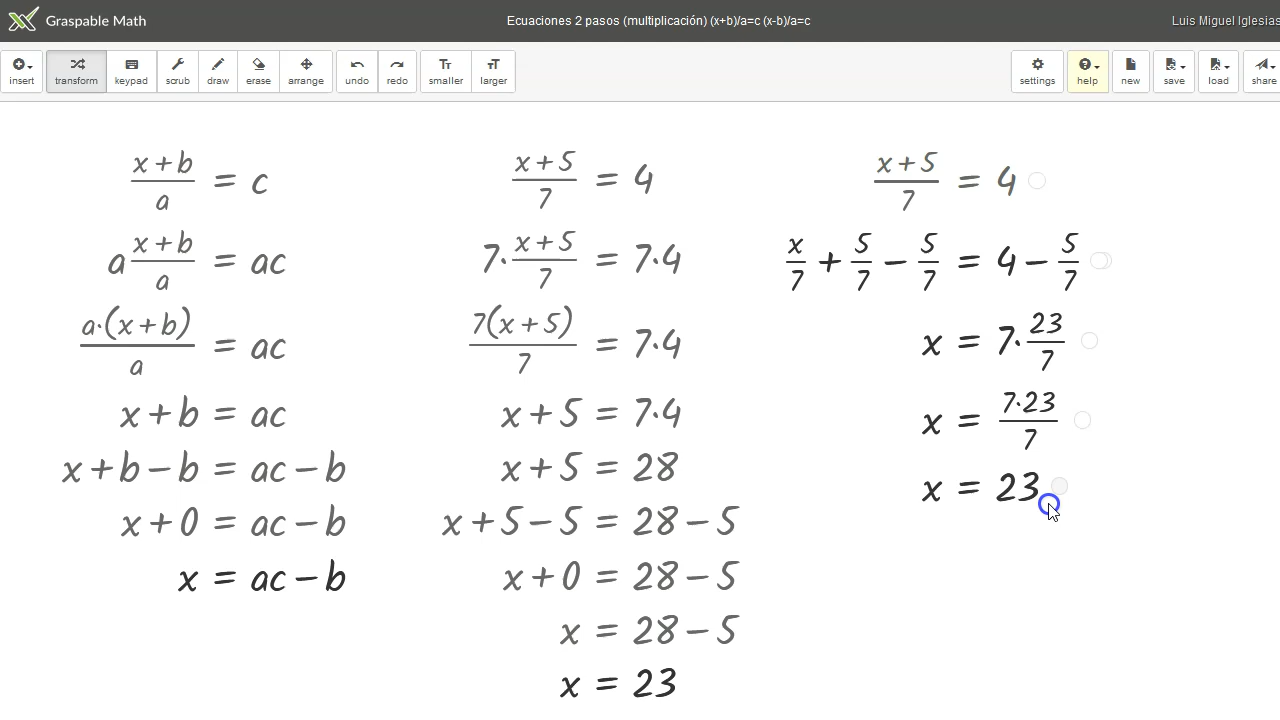 Graspable Math
Ecuaciones 2 pasos (multiplicación) (x+b)/a=c (x-b)/a=c
Luis Miguel Iglesias
insert transform keypad scrub draw erase arrange undo redo smaller larger settings help new save load share
(x+b)/a = c
a (x+b)/a = ac
(a·(x+b))/a = ac
x+b = ac
x+b−b = ac−b
x+0 = ac−b
x = ac−b
(x+5)/7 = 4
7·(x+5)/7 = 7·4
(7(x+5))/7 = 7·4
x+5 = 7·4
x+5 = 28
x+5−5 = 28−5
x+0 = 28−5
x = 28−5
x = 23
(x+5)/7 = 4
x/7 + 5/7 − 5/7 = 4 − 5/7
x = 7·23/7
x = (7·23)/7
x = 23